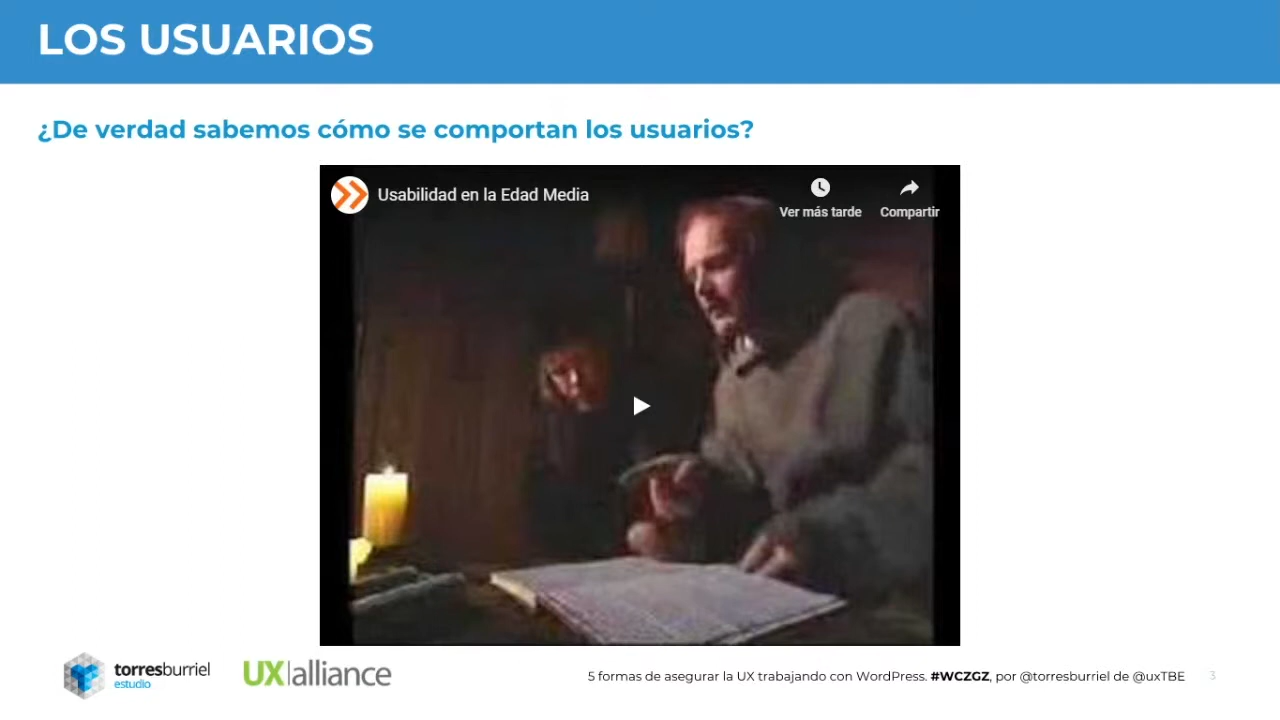 LOS USUARIOS
¿De verdad sabemos cómo se comportan los usuarios?
Usabilidad en la Edad Media
Ver más tarde
Compartir
torresburriel
estudio
UX|alliance
5 formas de asegurar la UX trabajando con WordPress. #WCZGZ, por @torresburriel de @uxTBE
3